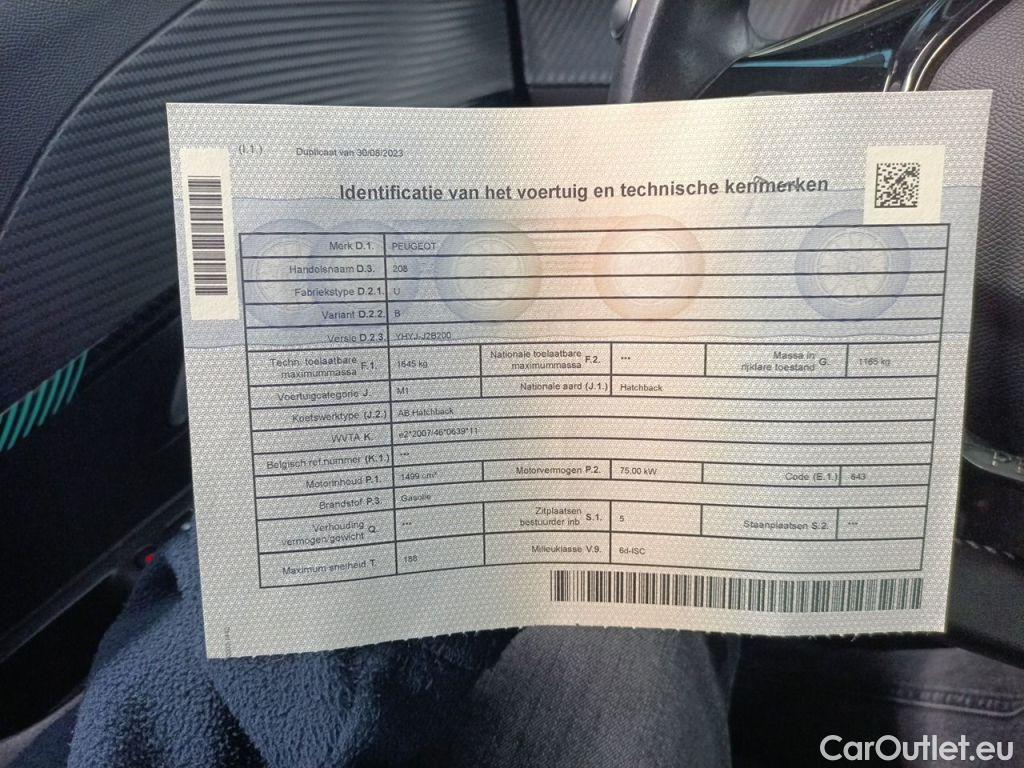 (I.1.) Duplicaat van 30/08/2023
Identificatie van het voertuig en technische kenmerken
Merk D.1. PEUGEOT
Handelsnaam D.3. 208
Fabriekstype D.2.1. U
Variant D.2.2. B
Versie D.2.3. YHYJ-J2B200
Techn. toelaatbare maximummassa F.1. 1645 kg Nationale toelaatbare maximummassa F.2. *** Massa in rijklare toestand G. 1165 kg
Voertuigcategorie J. M1 Nationale aard (J.1.) Hatchback
Koetswerktype (J.2.) AB Hatchback
WVTA K. e2*2007/46*0639*11
Belgisch ref.nummer (K.1.) ***
Motorinhoud P.1. 1499 cm³ Motorvermogen P.2. 75.00 kW Code (E.1.) 643
Brandstof P.3. Gasolie
Verhouding vermogen/gewicht Q. *** Zitplaatsen bestuurder inb. S.1. 5 Staanplaatsen S.2. ***
Maximum snelheid T. 188 Milieuklasse V.9. 6d-ISC
CarOutlet.eu